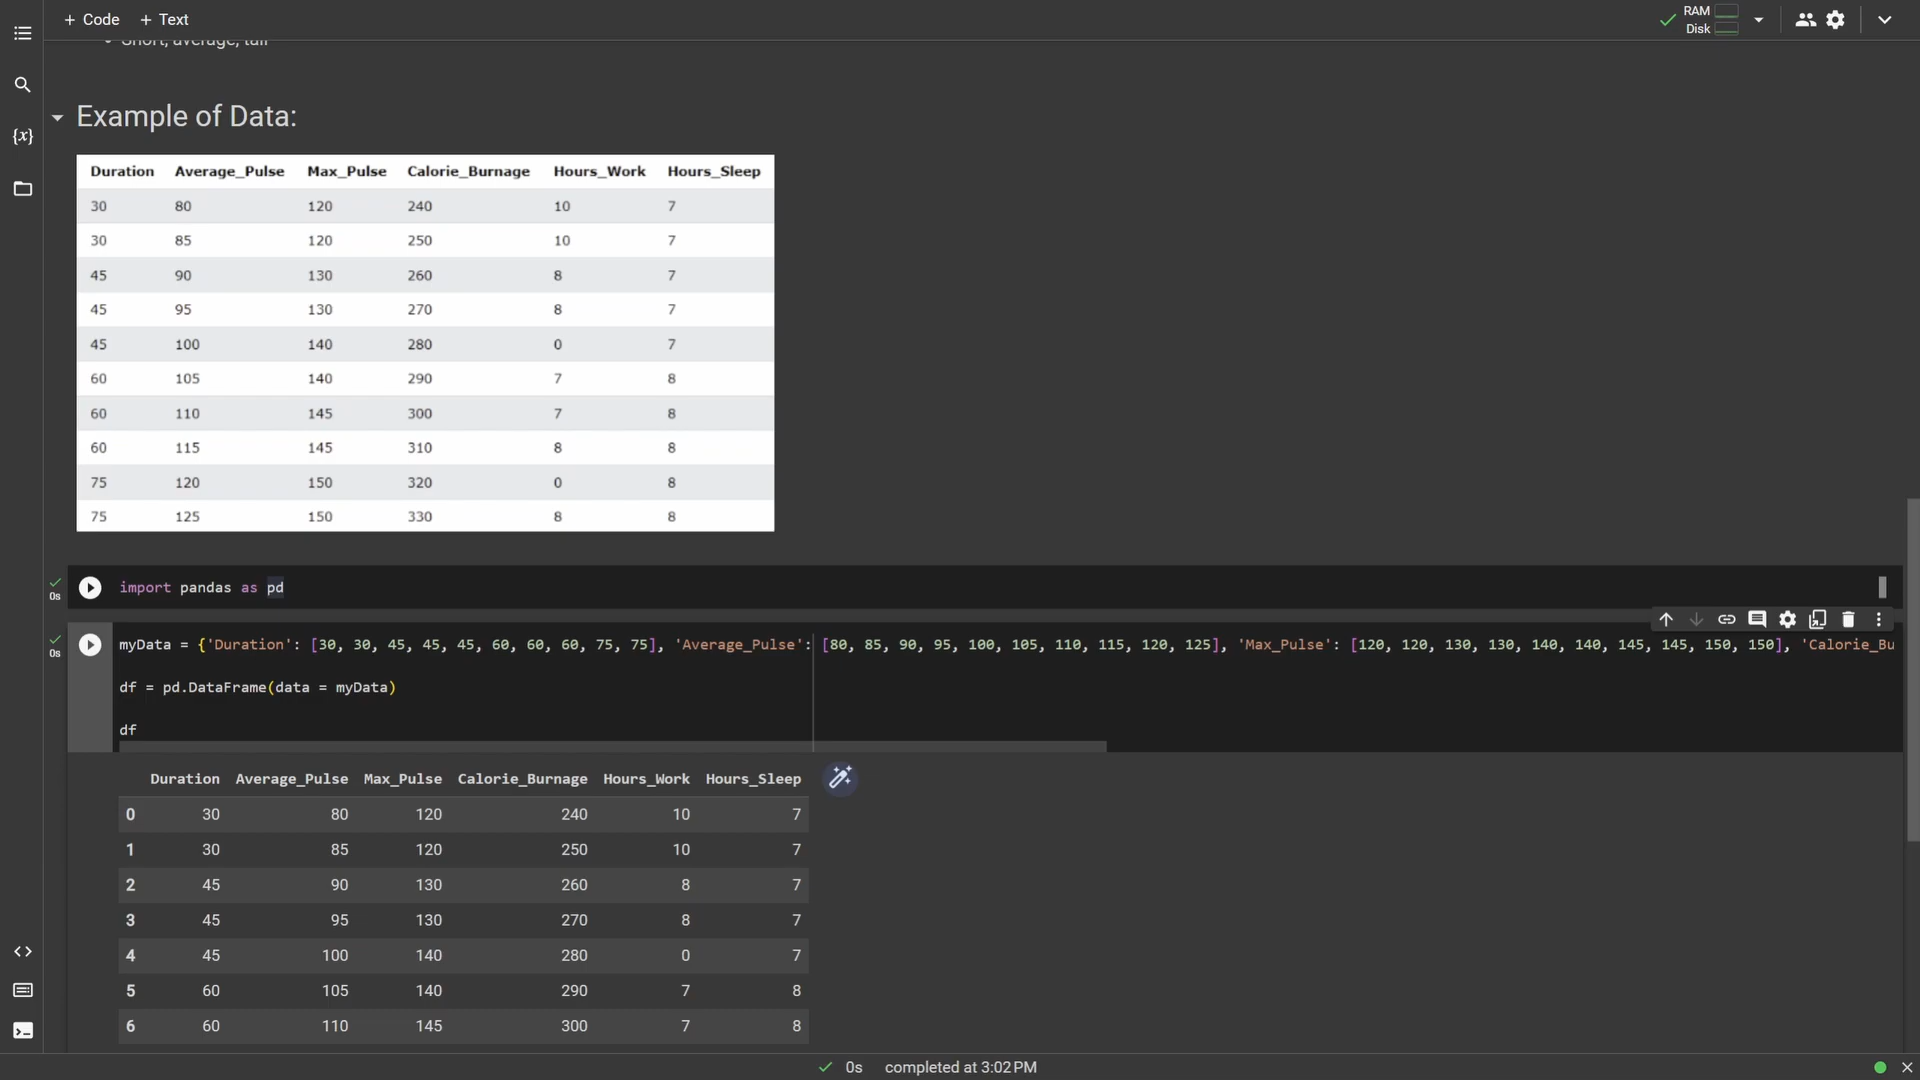 + Code + Text
RAM
Disk
Short, average, tall
Example of Data:
Duration Average_Pulse Max_Pulse Calorie_Burnage Hours_Work Hours_Sleep
30 80 120 240 10 7
30 85 120 250 10 7
45 90 130 260 8 7
45 95 130 270 8 7
45 100 140 280 0 7
60 105 140 290 7 8
60 110 145 300 7 8
60 115 145 310 8 8
75 120 150 320 0 8
75 125 150 330 8 8
import pandas as pd
0s
myData = {'Duration': [30, 30, 45, 45, 45, 60, 60, 60, 75, 75], 'Average_Pulse': [80, 85, 90, 95, 100, 105, 110, 115, 120, 125], 'Max_Pulse': [120, 120, 130, 130, 140, 140, 145, 145, 150, 150], 'Calorie_Bu
0s
df = pd.DataFrame(data = myData)
df
Duration Average_Pulse Max_Pulse Calorie_Burnage Hours_Work Hours_Sleep
0 30 80 120 240 10 7
1 30 85 120 250 10 7
2 45 90 130 260 8 7
3 45 95 130 270 8 7
4 45 100 140 280 0 7
5 60 105 140 290 7 8
6 60 110 145 300 7 8
0s completed at 3:02 PM